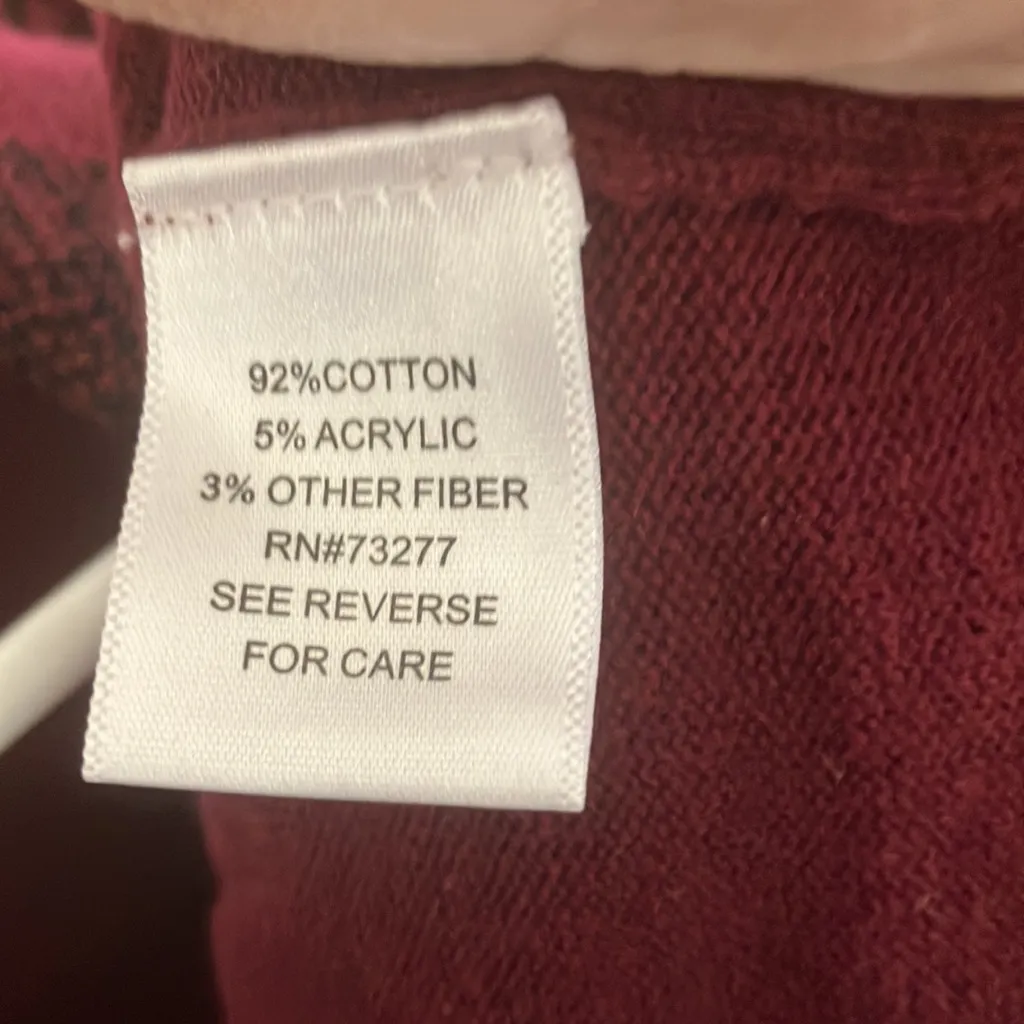 92%COTTON
5% ACRYLIC
3% OTHER FIBER
RN#73277
SEE REVERSE
FOR CARE